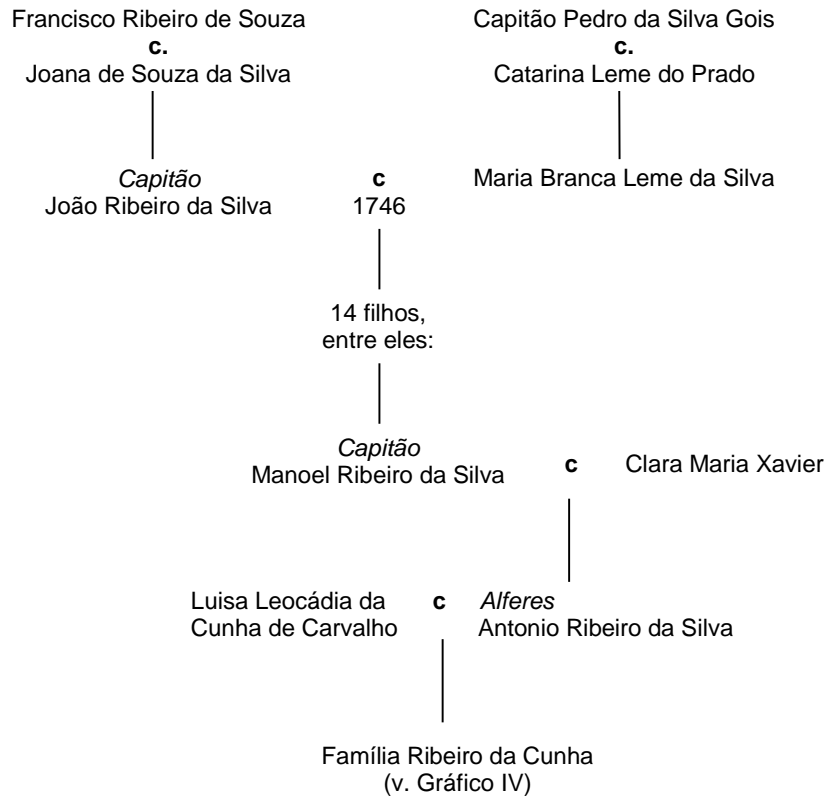 Francisco Ribeiro de Souza
c.
Joana de Souza da Silva
Capitão Pedro da Silva Gois
c.
Catarina Leme do Prado
Capitão
João Ribeiro da Silva
c
1746
Maria Branca Leme da Silva
14 filhos,
entre eles:
Capitão
Manoel Ribeiro da Silva
c
Clara Maria Xavier
Luisa Leocádia da
Cunha de Carvalho
c
Alferes
Antonio Ribeiro da Silva
Família Ribeiro da Cunha
(v. Gráfico IV)